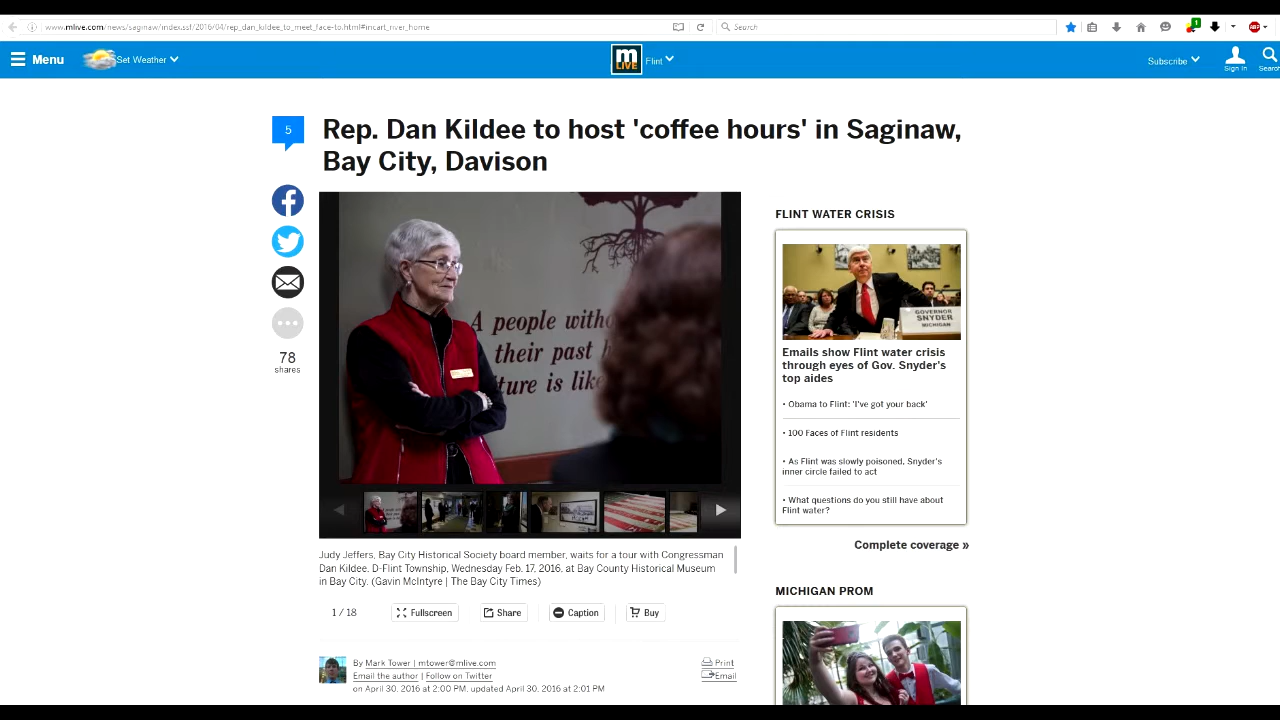 www.mlive.com/news/saginaw/index.ssf/2016/04/rep_dan_kildee_to_meet_face-to.html#incart_river_home
Search
1
ABP
Menu
Set Weather
m
LIVE
Flint
Subscribe
Sign In
Search
5
Rep. Dan Kildee to host 'coffee hours' in Saginaw,
Bay City, Davison
78
shares
A people witho
their past h
ture is like
Judy Jeffers, Bay City Historical Society board member, waits for a tour with Congressman
Dan Kildee. D-Flint Township, Wednesday Feb. 17, 2016, at Bay County Historical Museum
in Bay City. (Gavin McIntyre | The Bay City Times)
1 / 18
Fullscreen
Share
Caption
Buy
By Mark Tower | mtower@mlive.com
Email the author | Follow on Twitter
on April 30, 2016 at 2:00 PM, updated April 30, 2016 at 2:01 PM
Print
Email
FLINT WATER CRISIS
GOVERNOR
SNYDER
MICHIGAN
Emails show Flint water crisis
through eyes of Gov. Snyder's
top aides
• Obama to Flint: 'I've got your back'
• 100 Faces of Flint residents
• As Flint was slowly poisoned, Snyder's
inner circle failed to act
• What questions do you still have about
Flint water?
Complete coverage »
MICHIGAN PROM